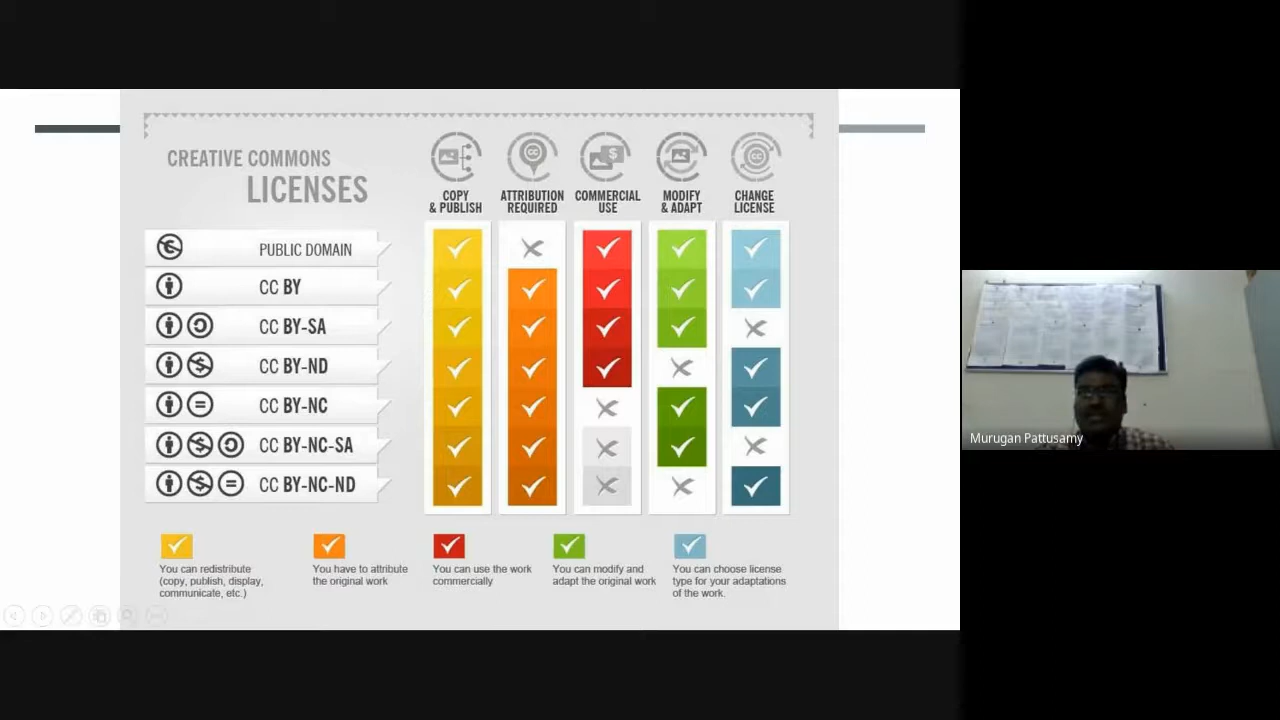 CREATIVE COMMONS
LICENSES
COPY
& PUBLISH
ATTRIBUTION
REQUIRED
COMMERCIAL
USE
MODIFY
& ADAPT
CHANGE
LICENSE
PUBLIC DOMAIN
CC BY
CC BY-SA
CC BY-ND
CC BY-NC
CC BY-NC-SA
CC BY-NC-ND
You can redistribute
(copy, publish, display,
communicate, etc.)
You have to attribute
the original work
You can use the work
commercially
You can modify and
adapt the original work
You can choose license
type for your adaptations
of the work.
Murugan Pattusamy